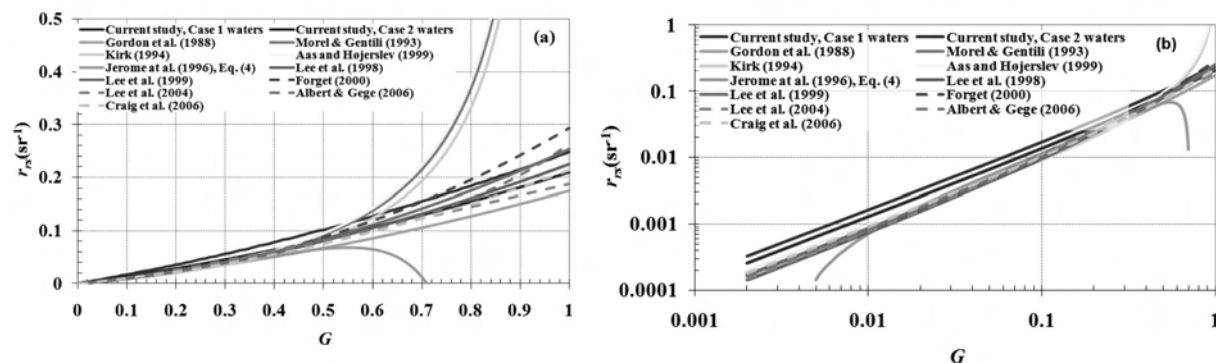 0.5
0.4
0.3
0.2
0.1
0
r_rs(sr⁻¹)
Current study, Case 1 waters Current study, Case 2 waters
Gordon et al. (1988) Morel & Gentili (1993)
Kirk (1994) Aas and Højerslev (1999)
Jerome at al. (1996), Eq. (4) Lee et al. 1998
Lee et al. 1999 Forget (2000)
Lee et al. (2004) Albert & Gege (2006)
Craig et al. (2006)
(a)
0 0.1 0.2 0.3 0.4 0.5 0.6 0.7 0.8 0.9 1
G
1
0.1
0.01
0.001
0.0001
r_rs(sr⁻¹)
Current study, Case 1 waters Current study, Case 2 waters
Gordon et al. (1988) Morel & Gentili (1993)
Kirk (1994) Aas and Højerslev (1999)
Jerome at al. (1996), Eq. (4) Lee et al. 1998
Lee et al. (1999) Forget (2000)
Lee et al. (2004) Albert & Gege (2006)
Craig et al. (2006)
(b)
0.001 0.01 0.1 1
G